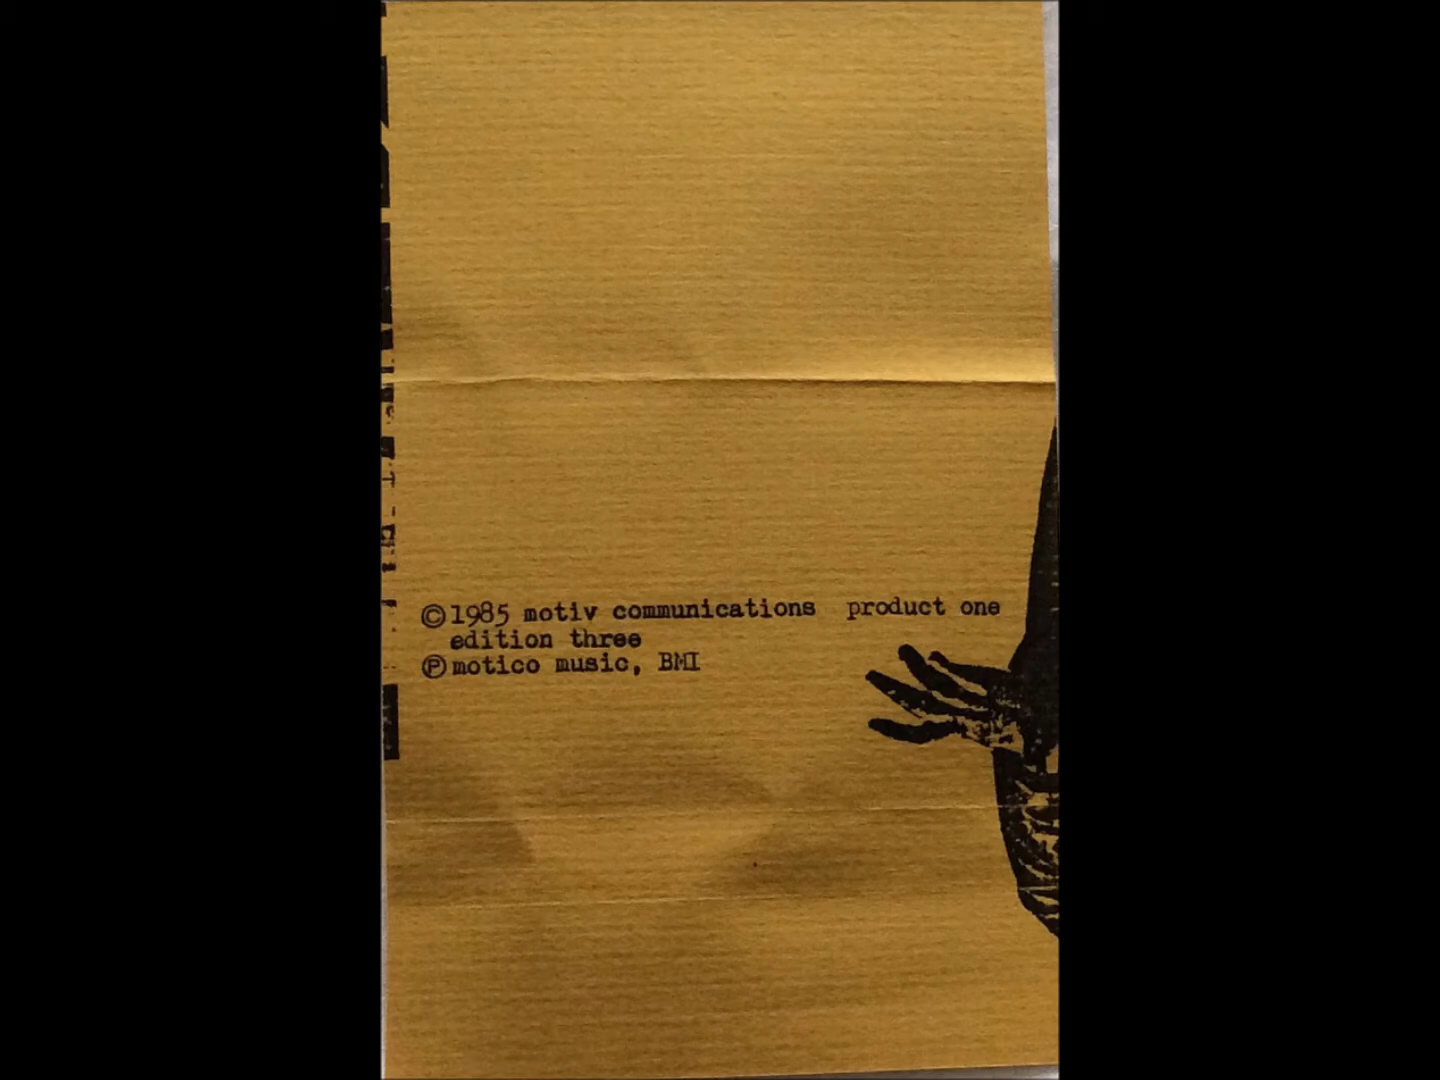 ©1985 motiv communications  product one
edition three
℗motico music, BMI